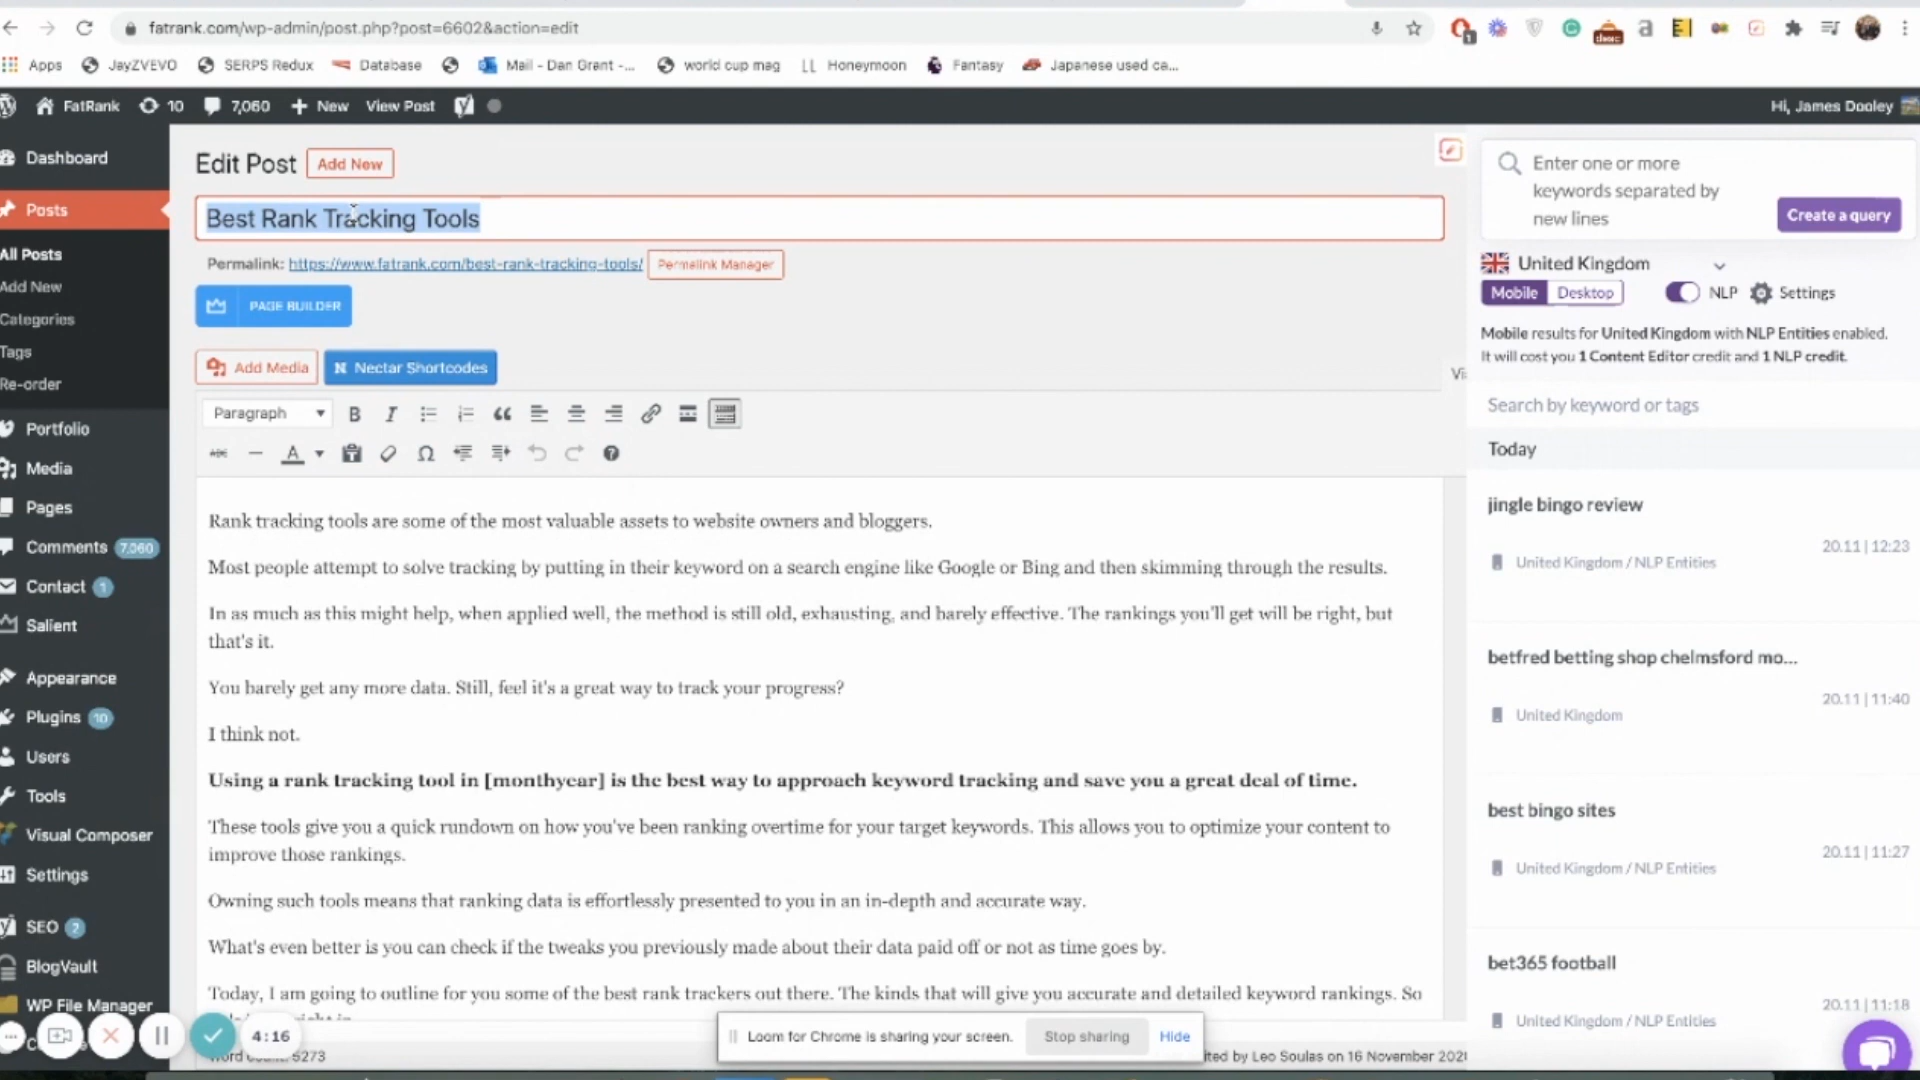 fatrank.com/wp-admin/post.php?post=6602&action=edit
1
classic
Apps JayZVEVO SERPS Redux Database Mail - Dan Grant -... world cup mag Honeymoon Fantasy Japanese used ca...
FatRank 10 7,060 New View Post Hi, James Dooley
Dashboard
Posts
All Posts
Add New
Categories
Tags
Re-order
Portfolio
Media
Pages
Comments 7,060
Contact 1
Salient
Appearance
Plugins 10
Users
Tools
Visual Composer
Settings
SEO 2
BlogVault
WP File Manager
4:16
Edit Post Add New
Best Rank Tracking Tools
Permalink: https://www.fatrank.com/best-rank-tracking-tools/ Permalink Manager
PAGE BUILDER
Add Media Nectar Shortcodes
Vi
Paragraph B I
ABC A
Rank tracking tools are some of the most valuable assets to website owners and bloggers.
Most people attempt to solve tracking by putting in their keyword on a search engine like Google or Bing and then skimming through the results.
In as much as this might help, when applied well, the method is still old, exhausting, and barely effective. The rankings you'll get will be right, but
that's it.
You barely get any more data. Still, feel it's a great way to track your progress?
I think not.
Using a rank tracking tool in [monthyear] is the best way to approach keyword tracking and save you a great deal of time.
These tools give you a quick rundown on how you've been ranking overtime for your target keywords. This allows you to optimize your content to
improve those rankings.
Owning such tools means that ranking data is effortlessly presented to you in an in-depth and accurate way.
What's even better is you can check if the tweaks you previously made about their data paid off or not as time goes by.
Today, I am going to outline for you some of the best rank trackers out there. The kinds that will give you accurate and detailed keyword rankings. So
Loom for Chrome is sharing your screen. Stop sharing Hide
Word count: 5273
ited by Leo Soulas on 16 November 202
Enter one or more
keywords separated by
new lines
Create a query
United Kingdom
Mobile Desktop NLP Settings
Mobile results for United Kingdom with NLP Entities enabled.
It will cost you 1 Content Editor credit and 1 NLP credit.
Search by keyword or tags
Today
jingle bingo review
20.11 | 12:23
United Kingdom / NLP Entities
betfred betting shop chelmsford mo...
20.11 | 11:40
United Kingdom
best bingo sites
20.11 | 11:27
United Kingdom / NLP Entities
bet365 football
20.11 | 11:18
United Kingdom / NLP Entities